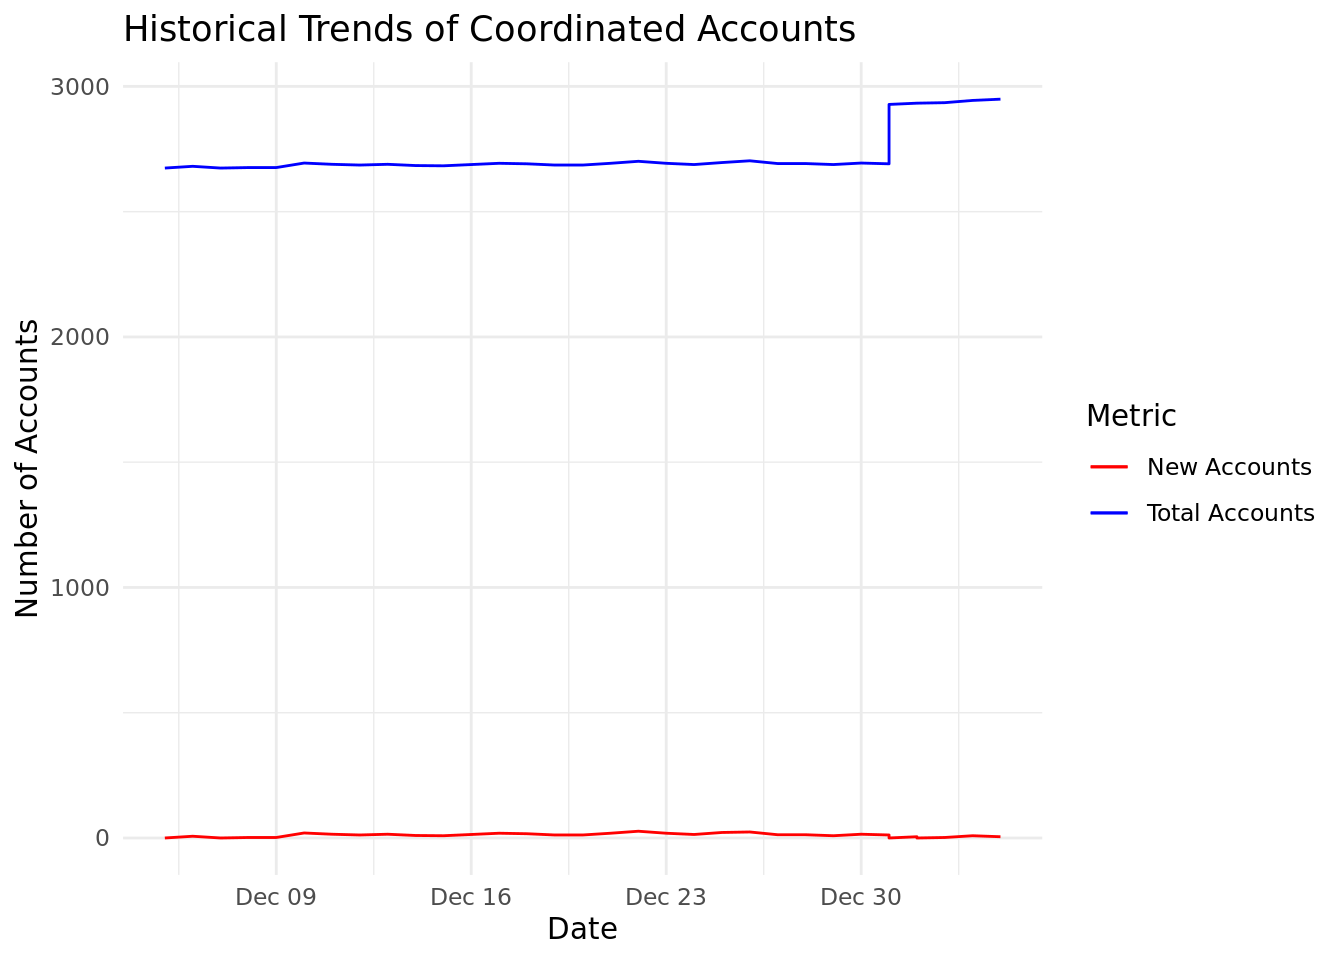 Historical Trends of Coordinated Accounts
3000
2000
1000
0
Number of Accounts
Dec 09
Dec 16
Dec 23
Dec 30
Date
Metric
New Accounts
Total Accounts